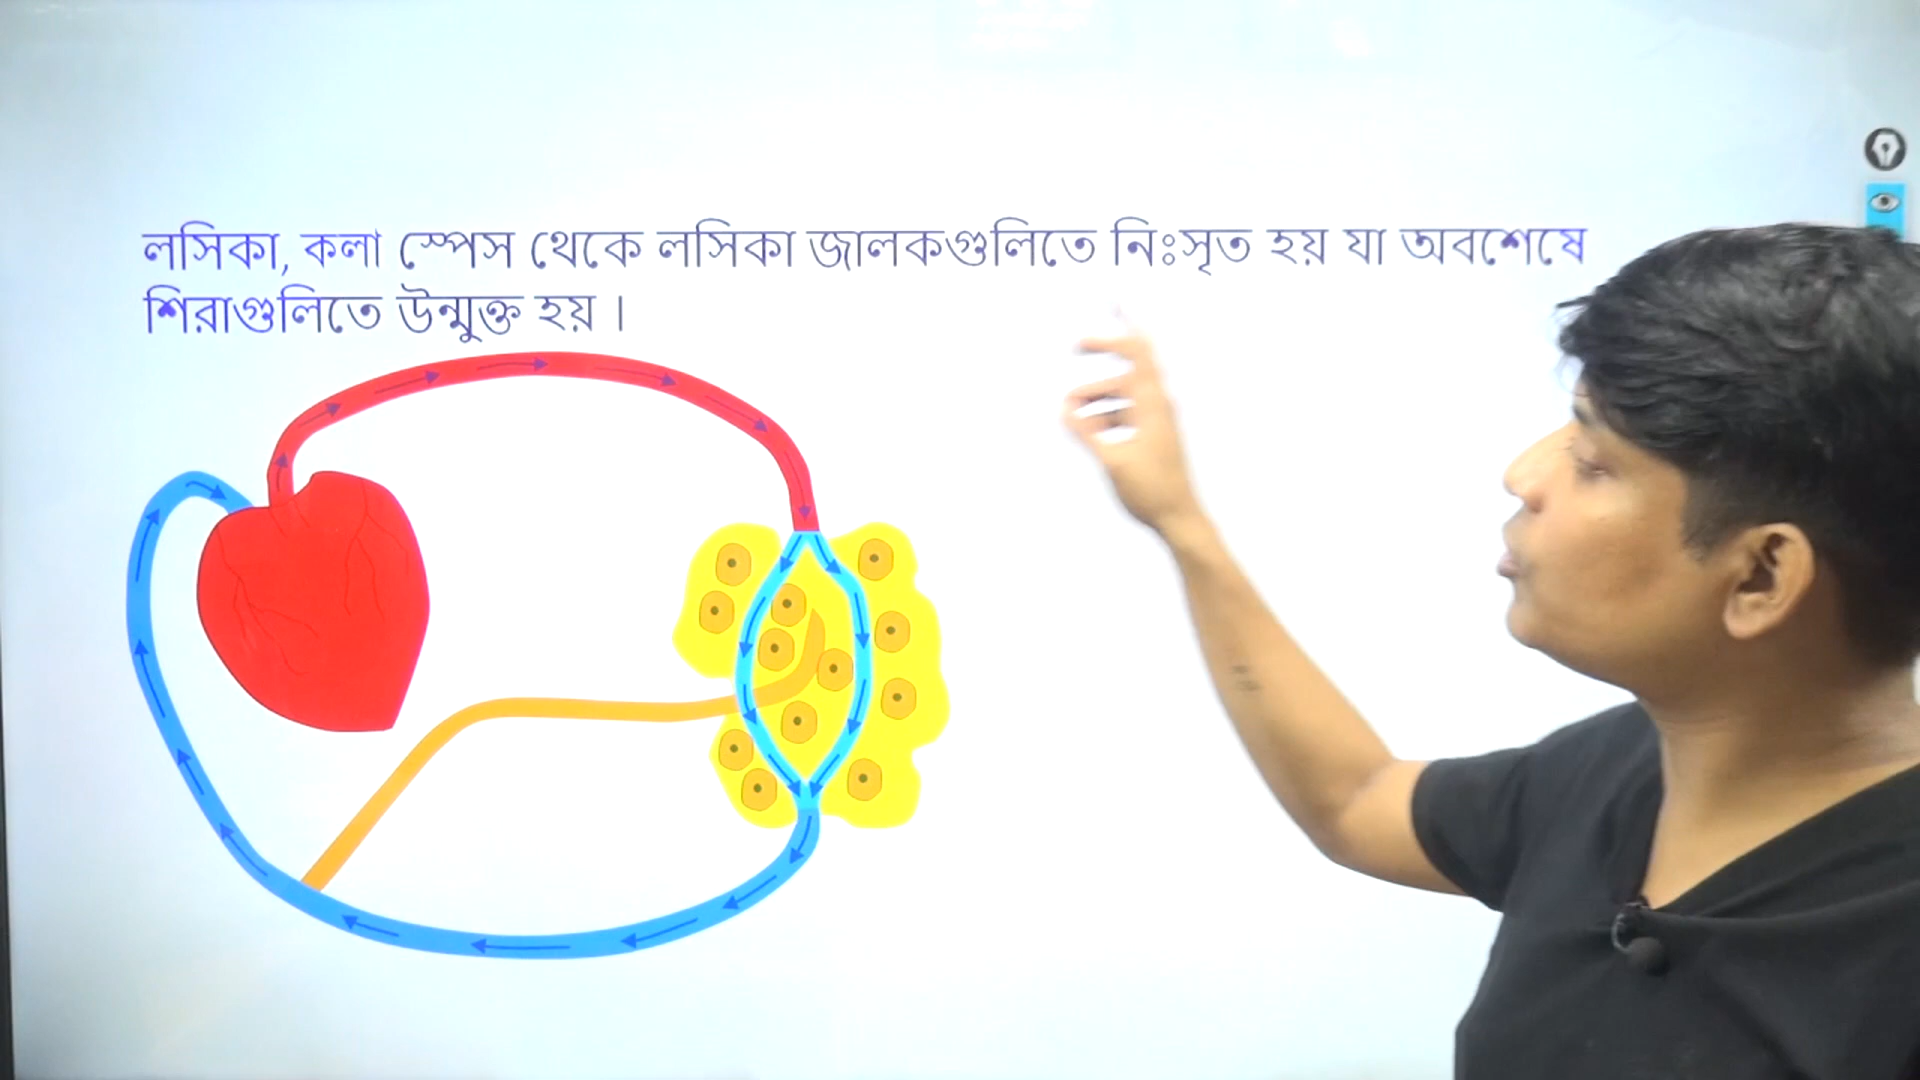 লসিকা, কলা স্পেস থেকে লসিকা জালকগুলিতে নিঃসৃত হয় যা অবশেষে
শিরাগুলিতে উন্মুক্ত হয় ।